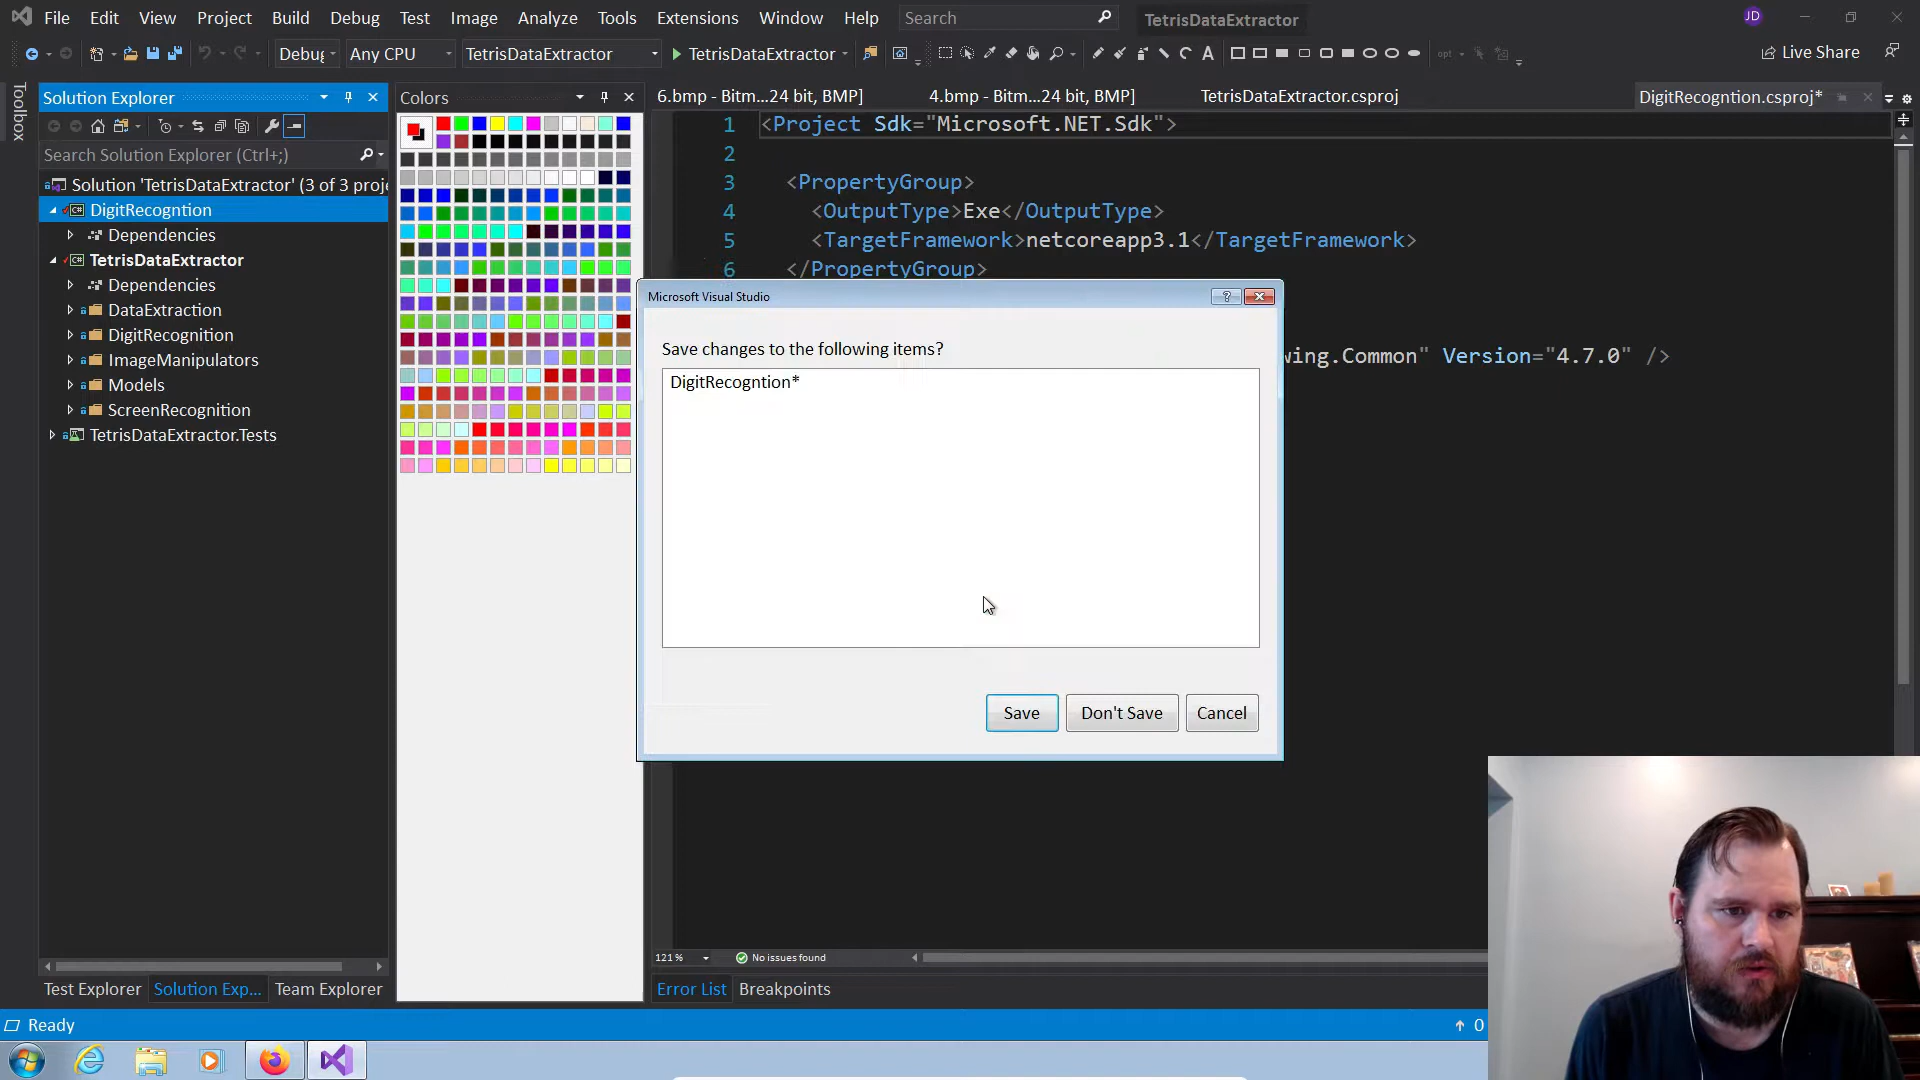 File Edit View Project Build Debug Test Image Analyze Tools Extensions Window Help Search TetrisDataExtractor JD
Debug Any CPU TetrisDataExtractor TetrisDataExtractor opt Live Share
Toolbox
Solution Explorer
Search Solution Explorer (Ctrl+;)
Solution 'TetrisDataExtractor' (3 of 3 proje
DigitRecogntion
Dependencies
TetrisDataExtractor
Dependencies
DataExtraction
DigitRecognition
ImageManipulators
Models
ScreenRecognition
TetrisDataExtractor.Tests
Test Explorer Solution Exp... Team Explorer
Colors
6.bmp - Bitm...24 bit, BMP] 4.bmp - Bitm...24 bit, BMP] TetrisDataExtractor.csproj DigitRecogntion.csproj*
1 <Project Sdk="Microsoft.NET.Sdk">
2
3 <PropertyGroup>
4 <OutputType>Exe</OutputType>
5 <TargetFramework>netcoreapp3.1</TargetFramework>
6 </PropertyGroup>
wing.Common" Version="4.7.0" />
Microsoft Visual Studio
?
Save changes to the following items?
DigitRecogntion*
Save Don't Save Cancel
121 % No issues found
Error List Breakpoints
Ready
0